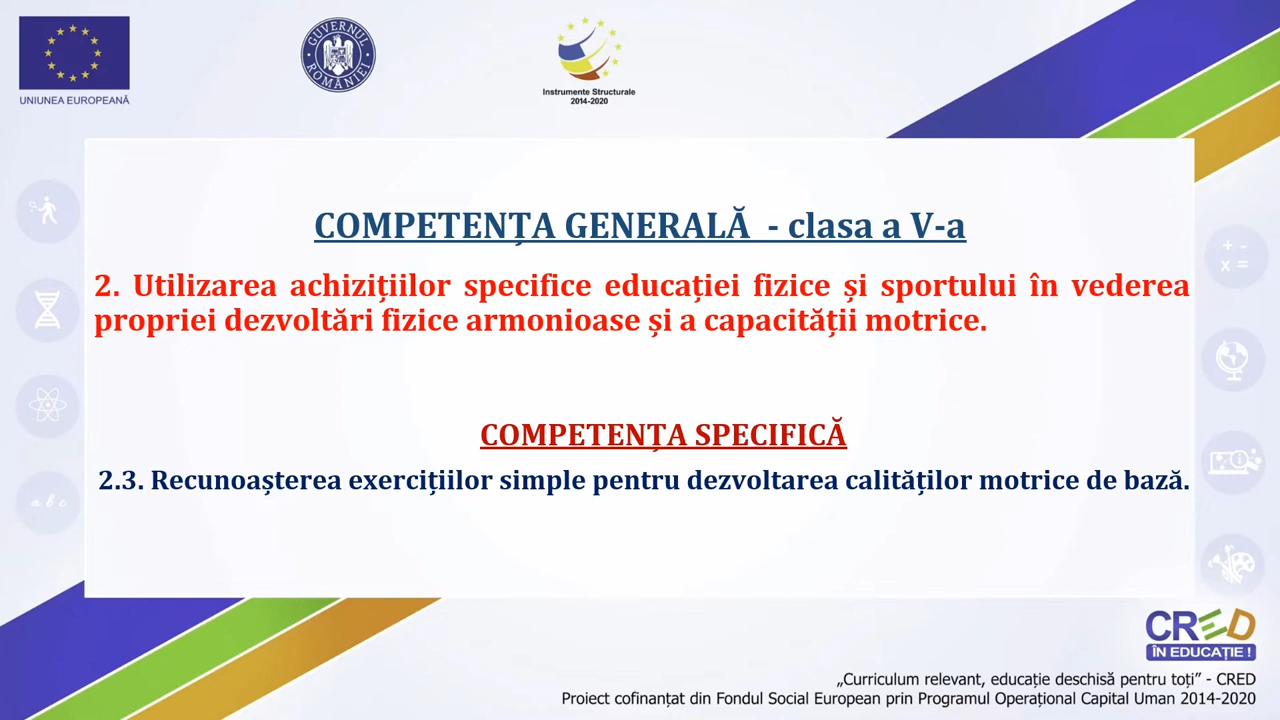 UNIUNEA EUROPEANĂ
GUVERNUL ROMÂNIEI
Instrumente Structurale
2014-2020
COMPETENȚA GENERALĂ - clasa a V-a
2. Utilizarea achizițiilor specifice educației fizice și sportului în vederea
propriei dezvoltări fizice armonioase și a capacității motrice.
COMPETENȚA SPECIFICĂ
2.3. Recunoașterea exercițiilor simple pentru dezvoltarea calităților motrice de bază.
+ -
x =
a b c
CRED
ÎN EDUCAȚIE !
„Curriculum relevant, educație deschisă pentru toți” - CRED
Proiect cofinanțat din Fondul Social European prin Programul Operațional Capital Uman 2014-2020